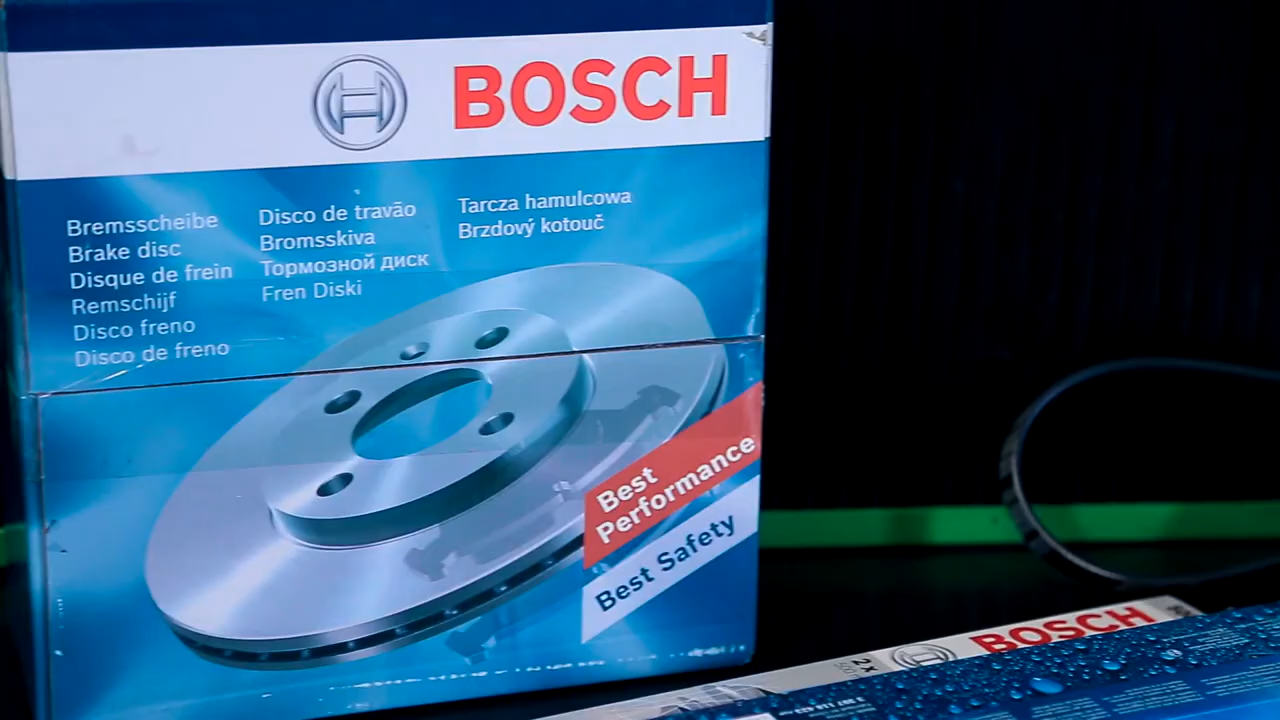 BOSCH
Bremsscheibe
Brake disc
Disque de frein
Remschijf
Disco freno
Disco de freno
Disco de travão
Bromsskiva
Тормозной диск
Fren Diski
Tarcza hamulcowa
Brzdový kotouč
Best
Performance
Best Safety
BOSCH
2 x